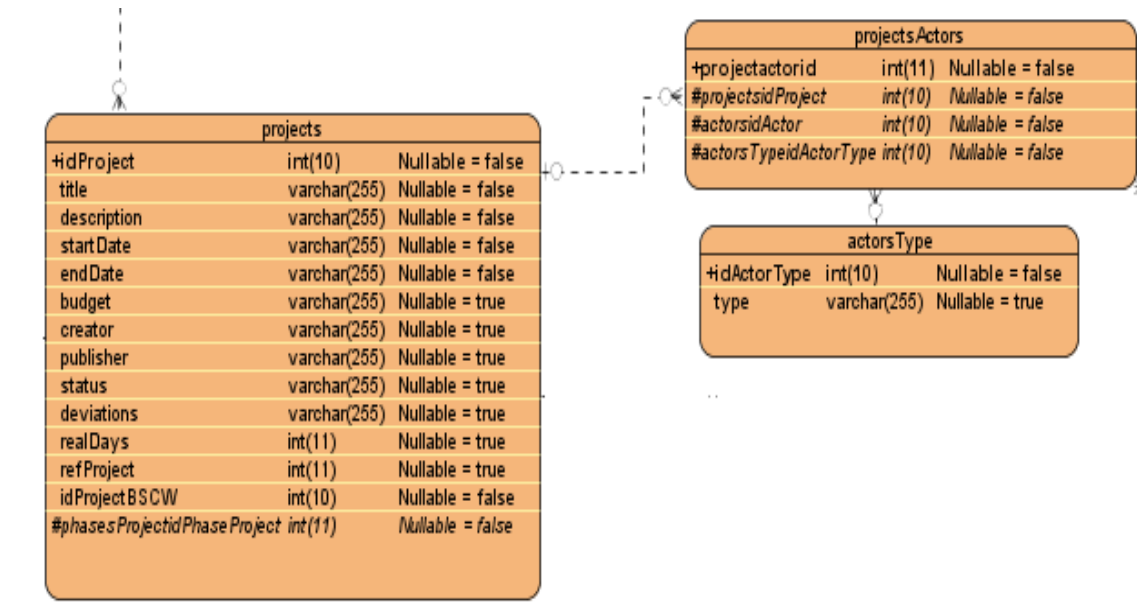 projects
+idProject int(10) Nullable = false
title varchar(255) Nullable = false
description varchar(255) Nullable = false
startDate varchar(255) Nullable = false
endDate varchar(255) Nullable = false
budget varchar(255) Nullable = true
creator varchar(255) Nullable = true
publisher varchar(255) Nullable = true
status varchar(255) Nullable = true
deviations varchar(255) Nullable = true
realDays int(11) Nullable = true
refProject int(11) Nullable = true
idProjectBSCW int(10) Nullable = false
#phasesProjectidPhaseProject int(11) Nullable = false
projectsActors
+projectactorid int(11) Nullable = false
#projectsidProject int(10) Nullable = false
#actorsidActor int(10) Nullable = false
#actorsTypeidActorType int(10) Nullable = false
actorsType
+idActorType int(10) Nullable = false
type varchar(255) Nullable = true